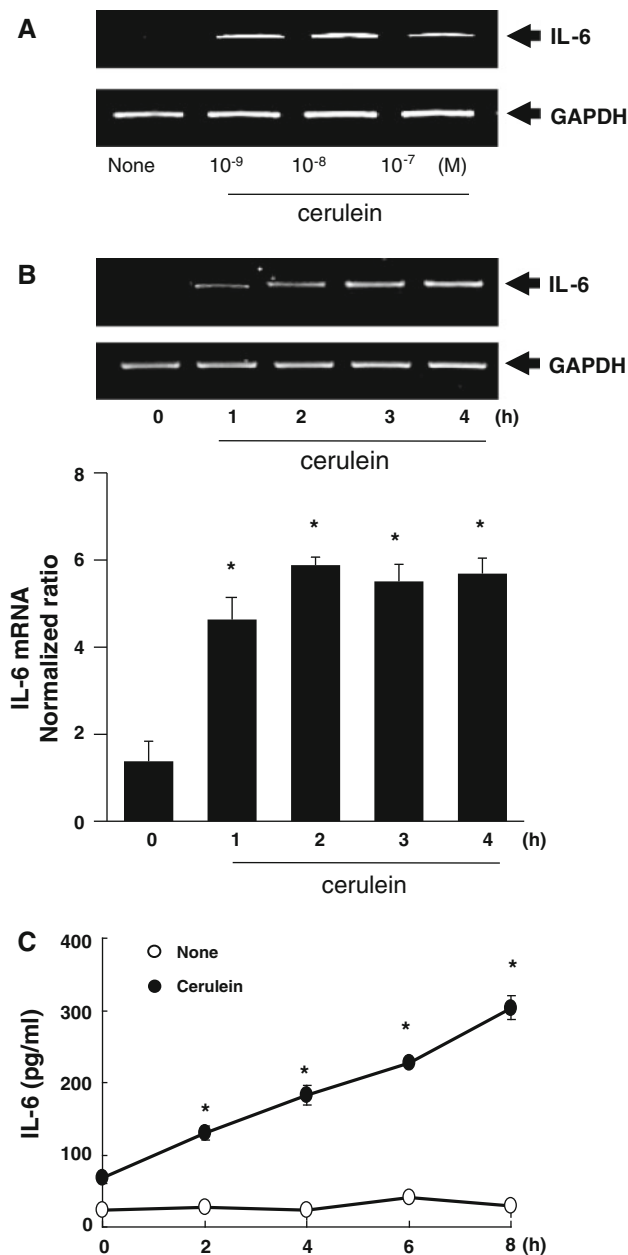 A
IL-6
GAPDH
None 10-9 10-8 10-7 (M)
cerulein
B
IL-6
GAPDH
0 1 2 3 4 (h)
cerulein
8
6
4
2
0
IL-6 mRNA
Normalized ratio
* * * * 
0 1 2 3 4 (h)
cerulein
C
400
300
200
100
0
IL-6 (pg/ml)
None
Cerulein
* * * *
0 2 4 6 8 (h)